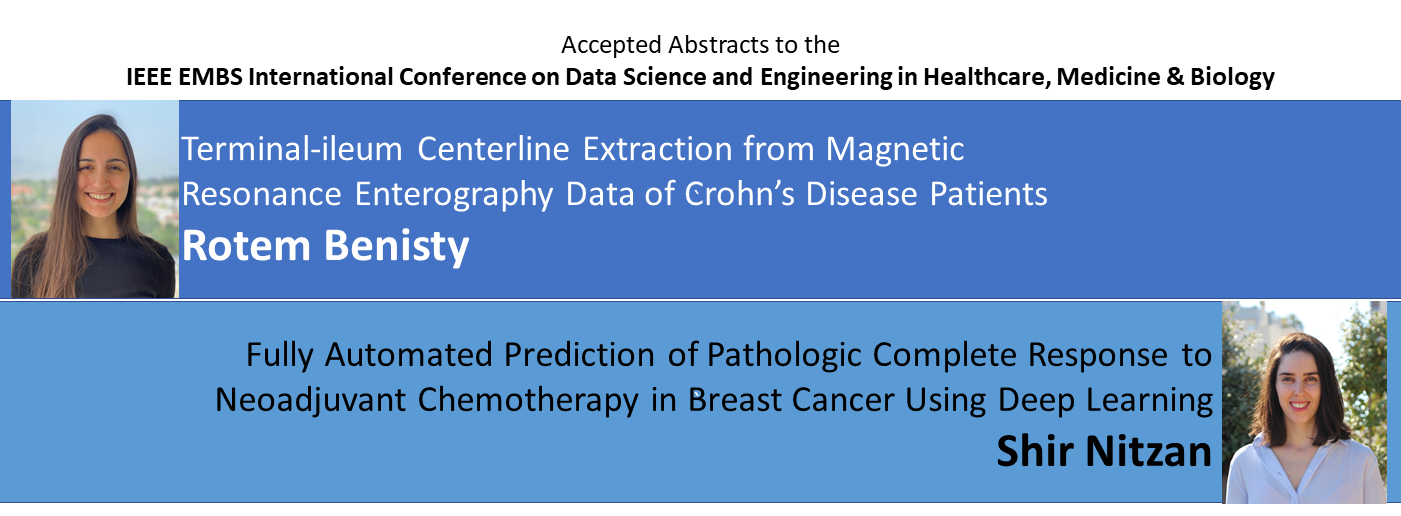 Accepted Abstracts to the
IEEE EMBS International Conference on Data Science and Engineering in Healthcare, Medicine & Biology
Terminal-ileum Centerline Extraction from Magnetic
Resonance Enterography Data of Crohn’s Disease Patients
Rotem Benisty
Fully Automated Prediction of Pathologic Complete Response to
Neoadjuvant Chemotherapy in Breast Cancer Using Deep Learning
Shir Nitzan